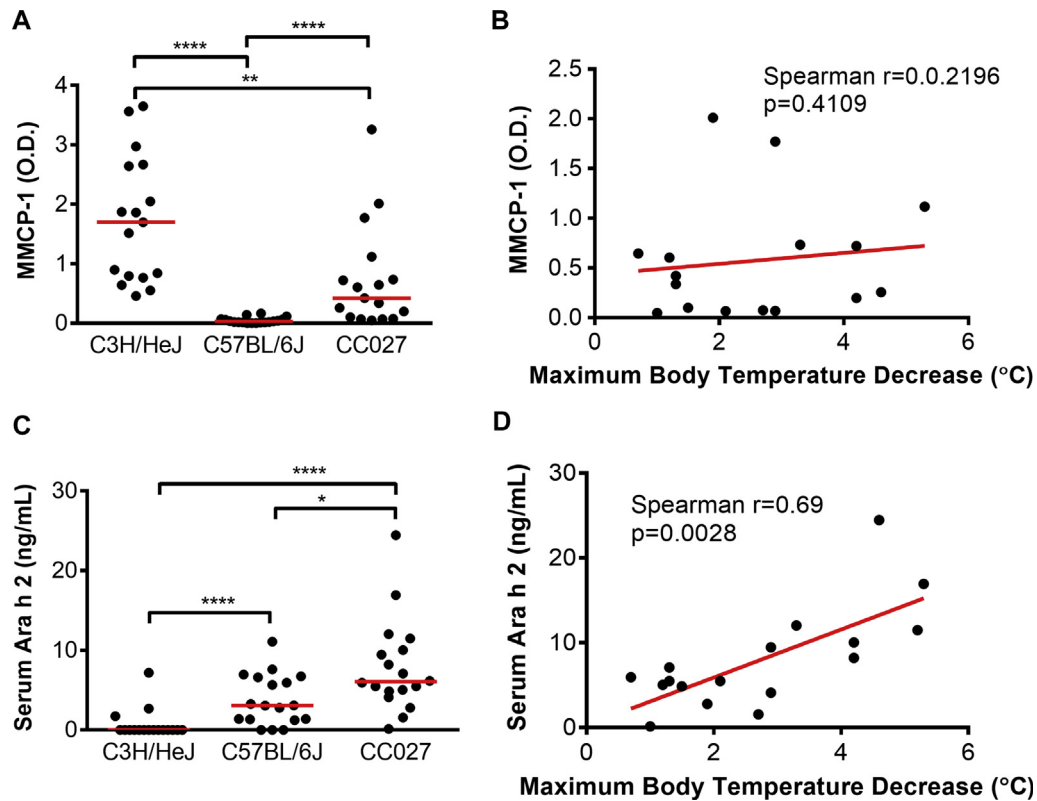 A
****
****
**
MMCP-1 (O.D.)
4
3
2
1
0
C3H/HeJ C57BL/6J CC027
B
Spearman r=0.0.2196
p=0.4109
MMCP-1 (O.D.)
2.5
2.0
1.5
1.0
0.5
0.0
0 2 4 6
Maximum Body Temperature Decrease (°C)
C
****
*
****
Serum Ara h 2 (ng/mL)
30
20
10
0
C3H/HeJ C57BL/6J CC027
D
Spearman r=0.69
p=0.0028
Serum Ara h 2 (ng/mL)
30
20
10
0
0 2 4 6
Maximum Body Temperature Decrease (°C)